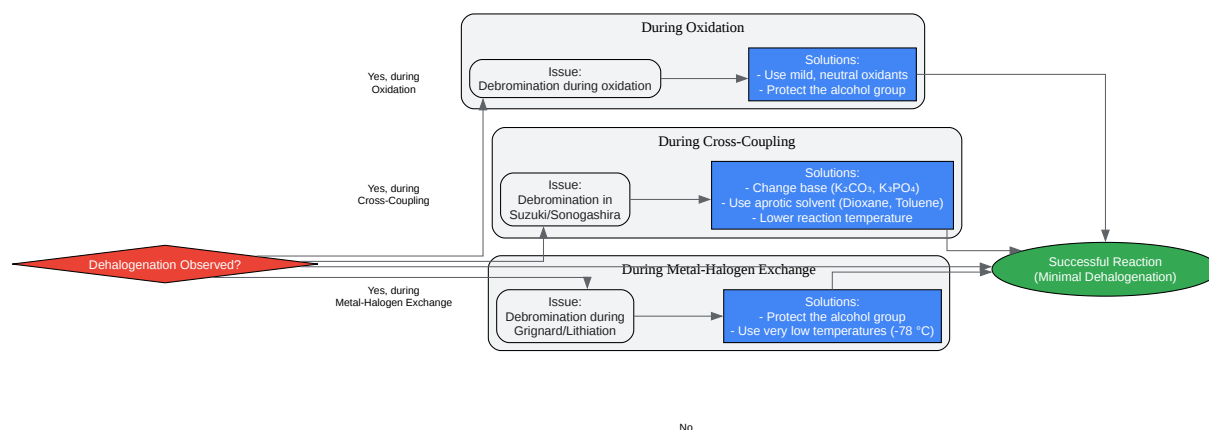 During Oxidation
Issue:
Debromination during oxidation
Solutions:
- Use mild, neutral oxidants
- Protect the alcohol group
Yes, during
Oxidation
During Cross-Coupling
Issue:
Debromination in
Suzuki/Sonogashira
Solutions:
- Change base (K₂CO₃, K₃PO₄)
- Use aprotic solvent (Dioxane, Toluene)
- Lower reaction temperature
Yes, during
Cross-Coupling
Dehalogenation Observed?
During Metal-Halogen Exchange
Issue:
Debromination during
Grignard/Lithiation
Solutions:
- Protect the alcohol group
- Use very low temperatures (-78 °C)
Yes, during
Metal-Halogen Exchange
Successful Reaction
(Minimal Dehalogenation)
No